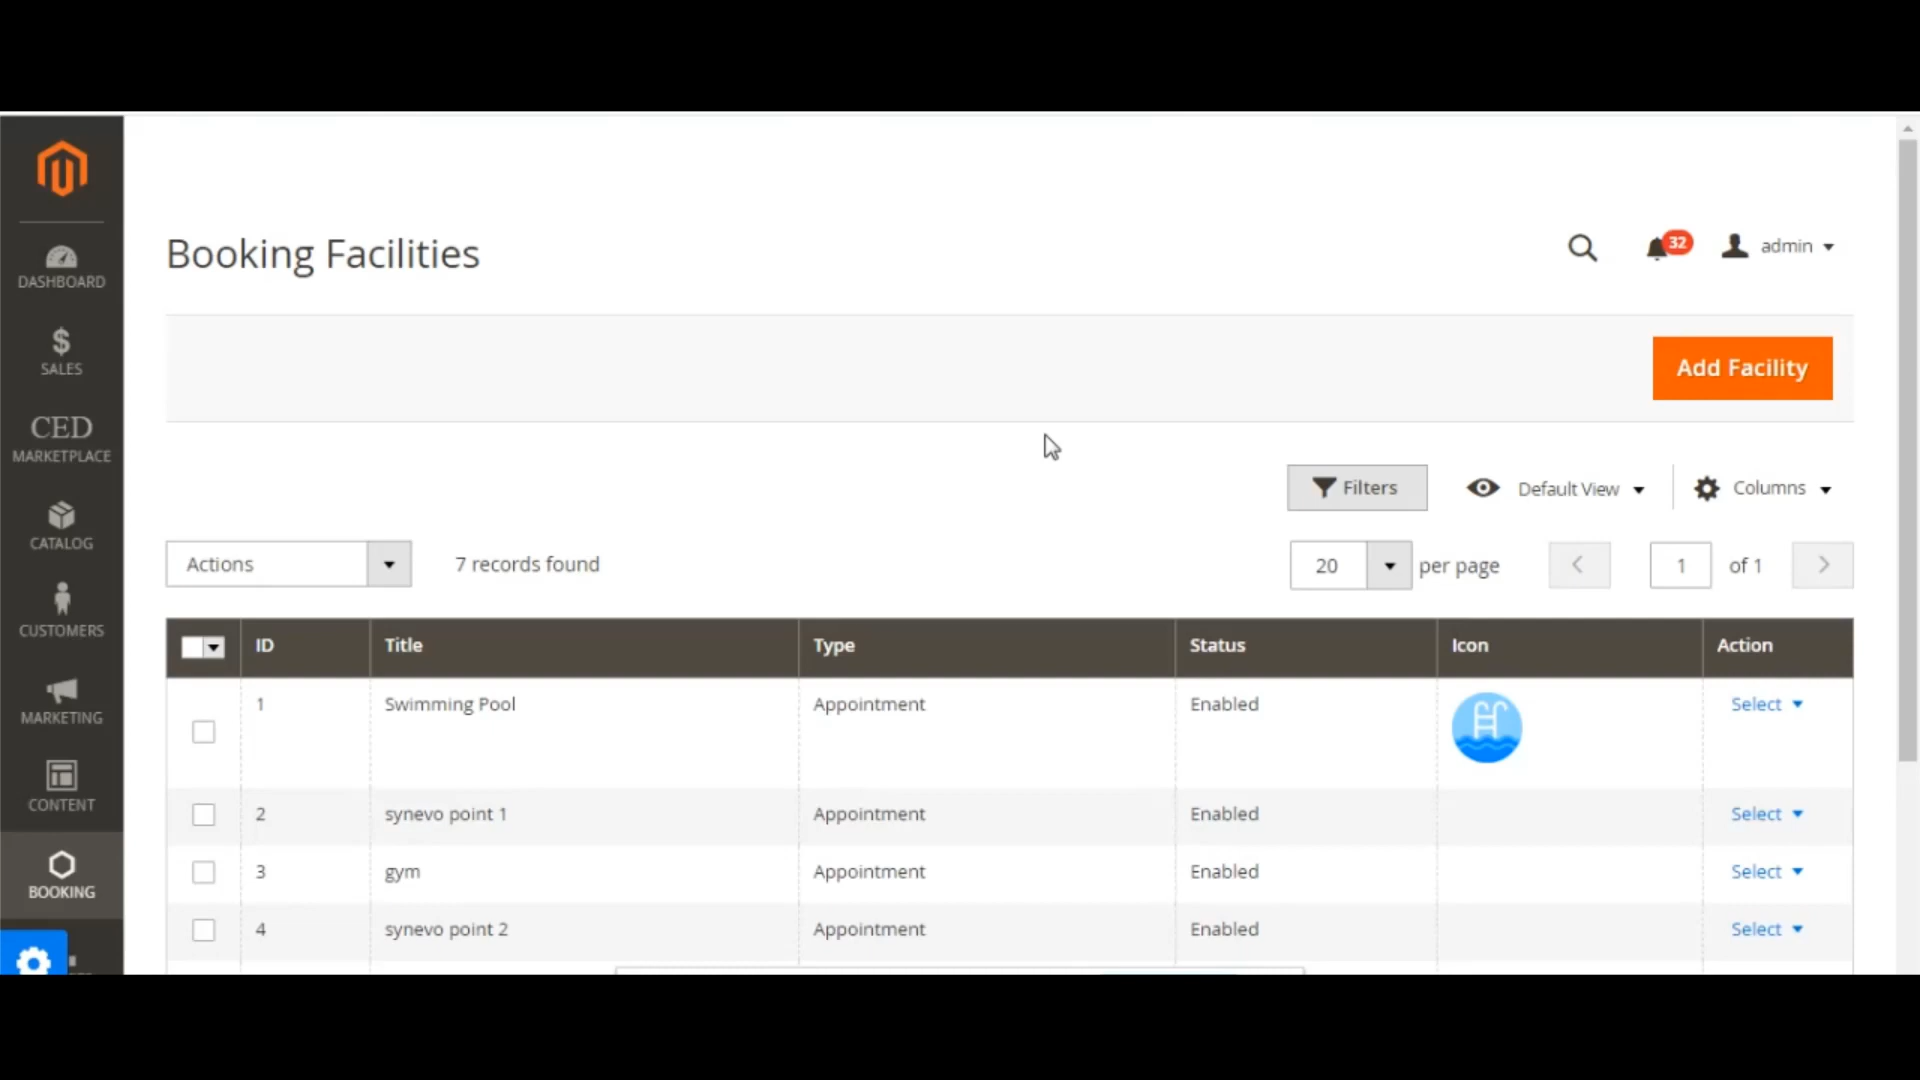 Booking Facilities
32
admin
DASHBOARD
SALES
CED
MARKETPLACE
CATALOG
CUSTOMERS
MARKETING
CONTENT
BOOKING
Add Facility
Filters
Default View
Columns
Actions
7 records found
20 per page
1 of 1
ID Title Type Status Icon Action
1 Swimming Pool Appointment Enabled Select
2 synevo point 1 Appointment Enabled Select
3 gym Appointment Enabled Select
4 synevo point 2 Appointment Enabled Select